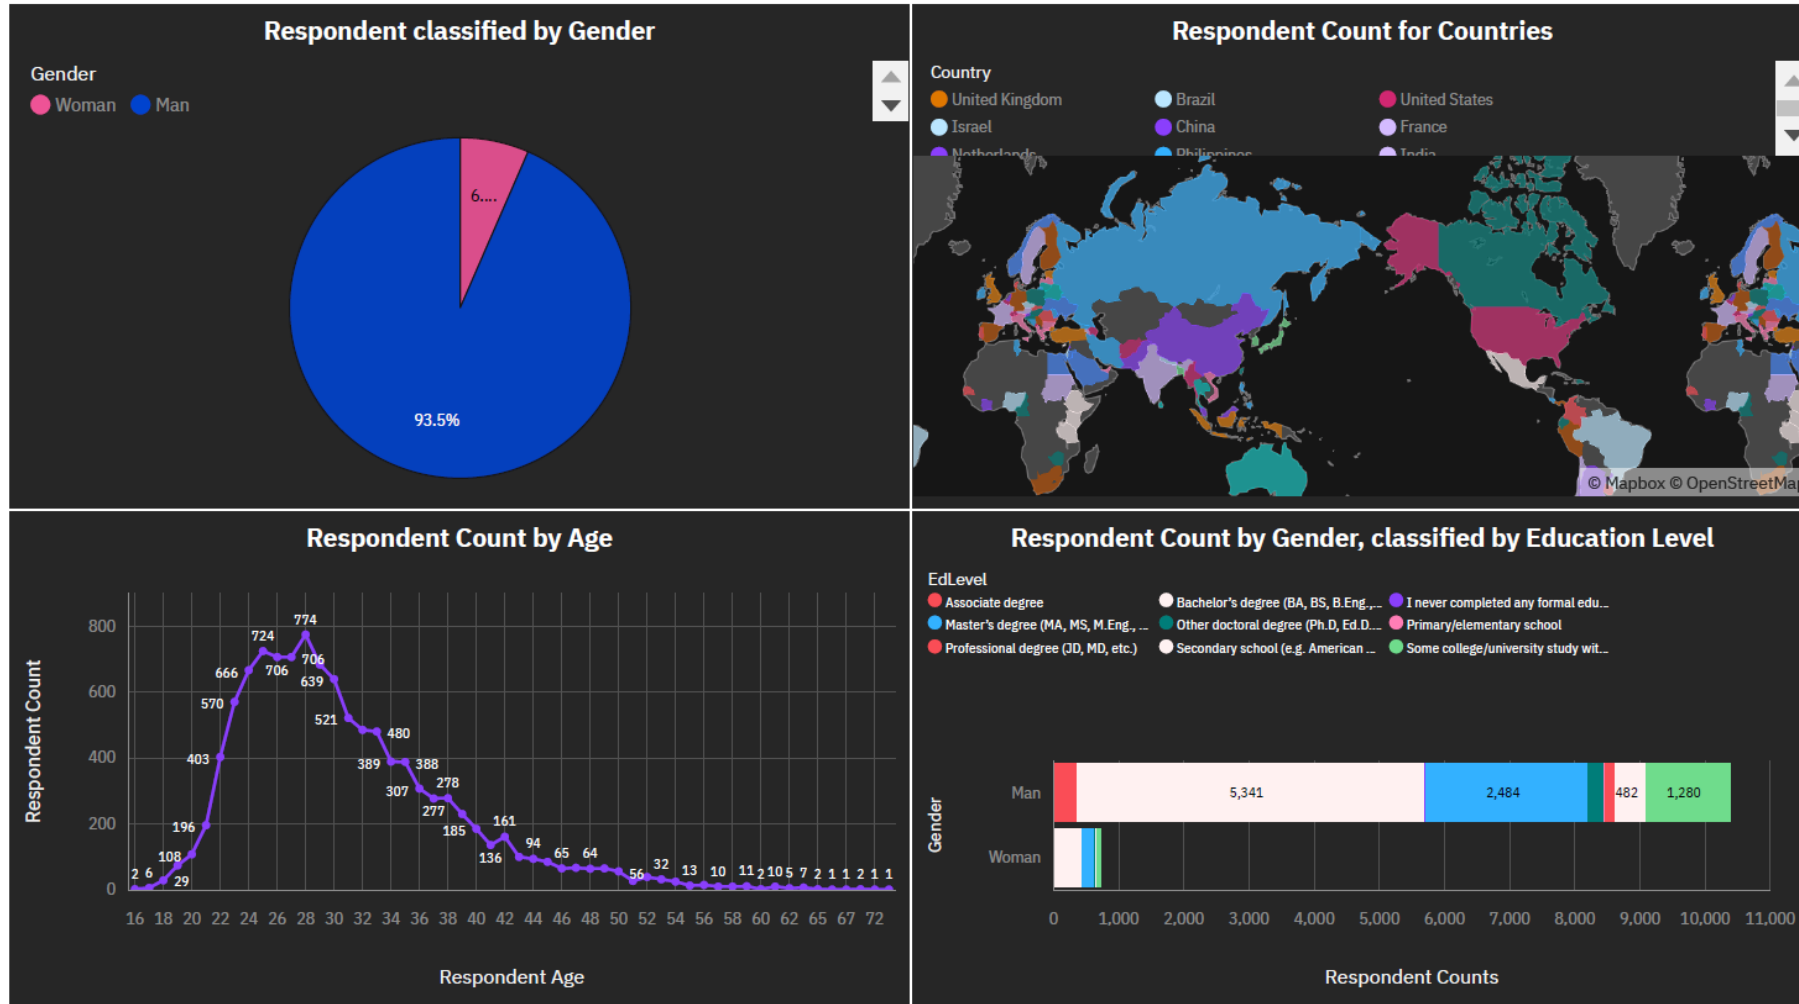 Respondent classified by Gender
Gender
Woman Man
6....
93.5%
Respondent Count for Countries
Country
United Kingdom Brazil United States
Israel China France
Netherlands Philippines India
© Mapbox © OpenStreetMap
Respondent Count by Age
Respondent Count
800
600
400
200
0
2 6 29 108 196 403 570 666 724 706 774 706 639 521 480 389 388 307 277 278 185 136 161 94 65 64 56 32 13 10 11 2 10 5 7 2 1 1 2 1 1
16 18 20 22 24 26 28 30 32 34 36 38 40 42 44 46 48 50 52 54 56 58 60 62 65 67 72
Respondent Age
Respondent Count by Gender, classified by Education Level
EdLevel
Associate degree Bachelor's degree (BA, BS, B.Eng.,... I never completed any formal edu...
Master's degree (MA, MS, M.Eng., ... Other doctoral degree (Ph.D, Ed.D.... Primary/elementary school
Professional degree (JD, MD, etc.) Secondary school (e.g. American ... Some college/university study wit...
Gender
Man 5,341 2,484 482 1,280
Woman
0 1,000 2,000 3,000 4,000 5,000 6,000 7,000 8,000 9,000 10,000 11,000
Respondent Counts